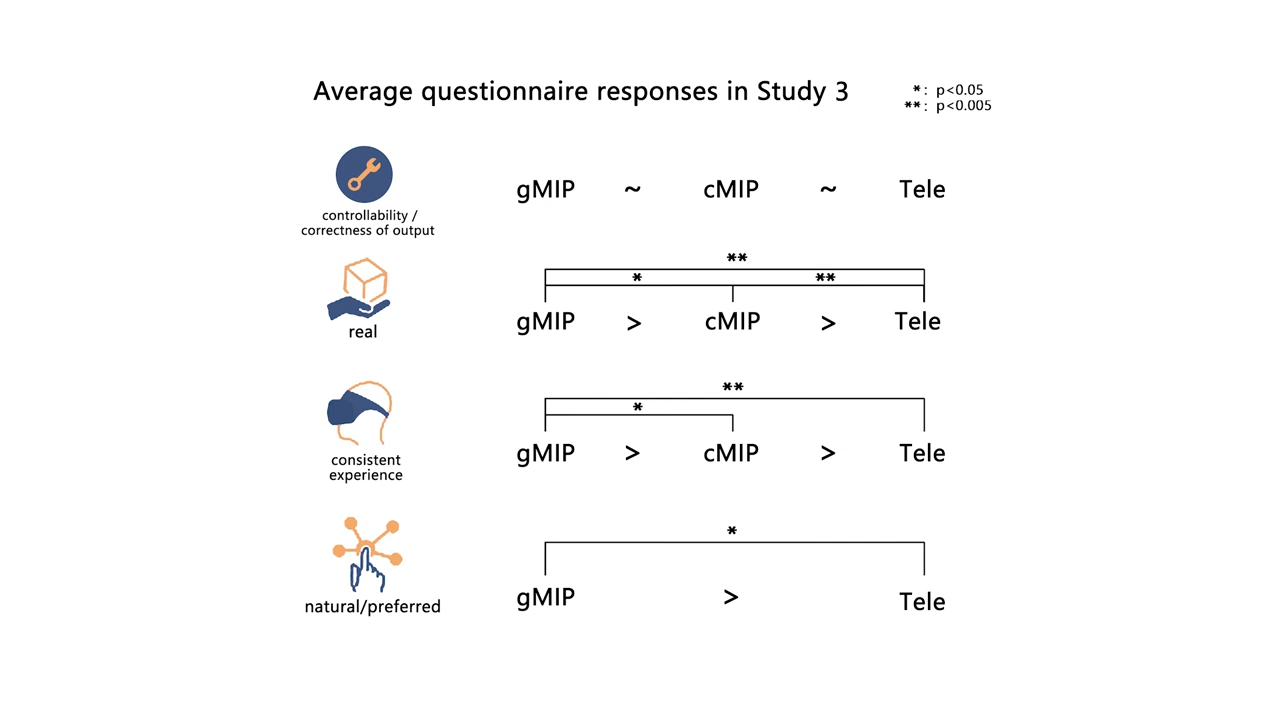 Average questionnaire responses in Study 3
*: p<0.05
**: p<0.005
controllability /
correctness of output
gMIP ~ cMIP ~ Tele
**
* **
real
gMIP > cMIP > Tele
**
*
consistent
experience
gMIP > cMIP > Tele
*
natural/preferred
gMIP > Tele